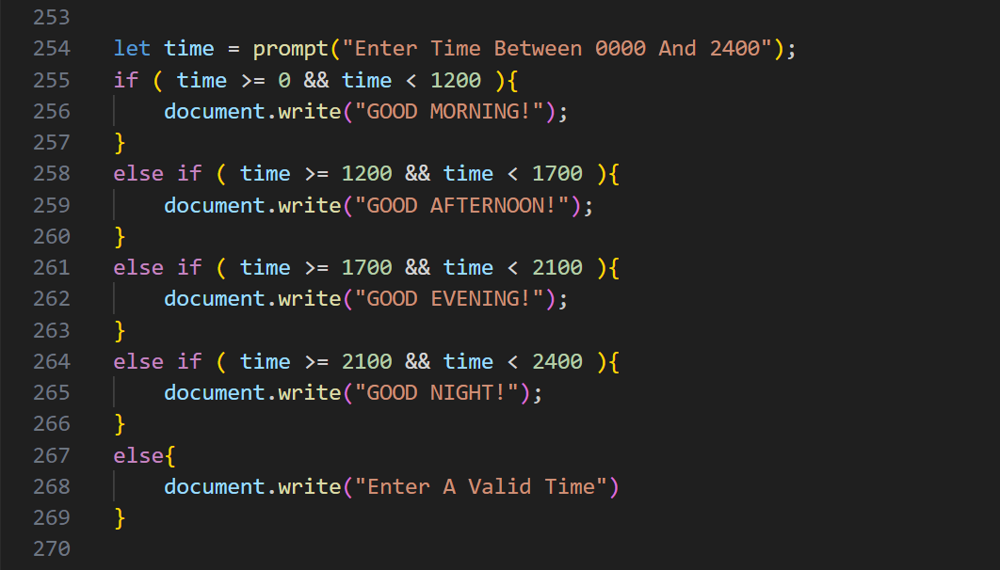 253
254 let time = prompt("Enter Time Between 0000 And 2400");
255 if ( time >= 0 && time < 1200 ){
256     document.write("GOOD MORNING!");
257 }
258 else if ( time >= 1200 && time < 1700 ){
259     document.write("GOOD AFTERNOON!");
260 }
261 else if ( time >= 1700 && time < 2100 ){
262     document.write("GOOD EVENING!");
263 }
264 else if ( time >= 2100 && time < 2400 ){
265     document.write("GOOD NIGHT!");
266 }
267 else{
268     document.write("Enter A Valid Time")
269 }
270